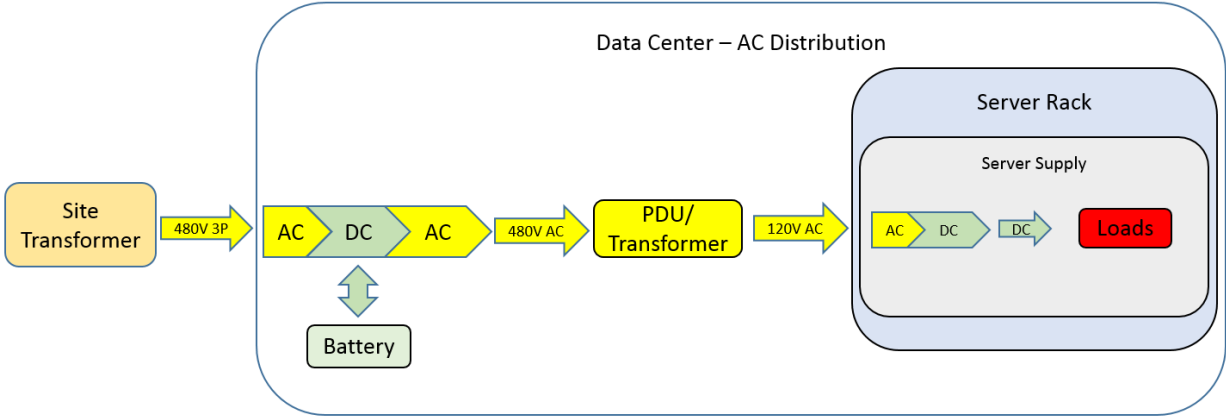 Data Center – AC Distribution
Server Rack
Server Supply
Site
Transformer
480V 3P
AC
DC
AC
480V AC
PDU/
Transformer
120V AC
AC
DC
DC
Loads
Battery